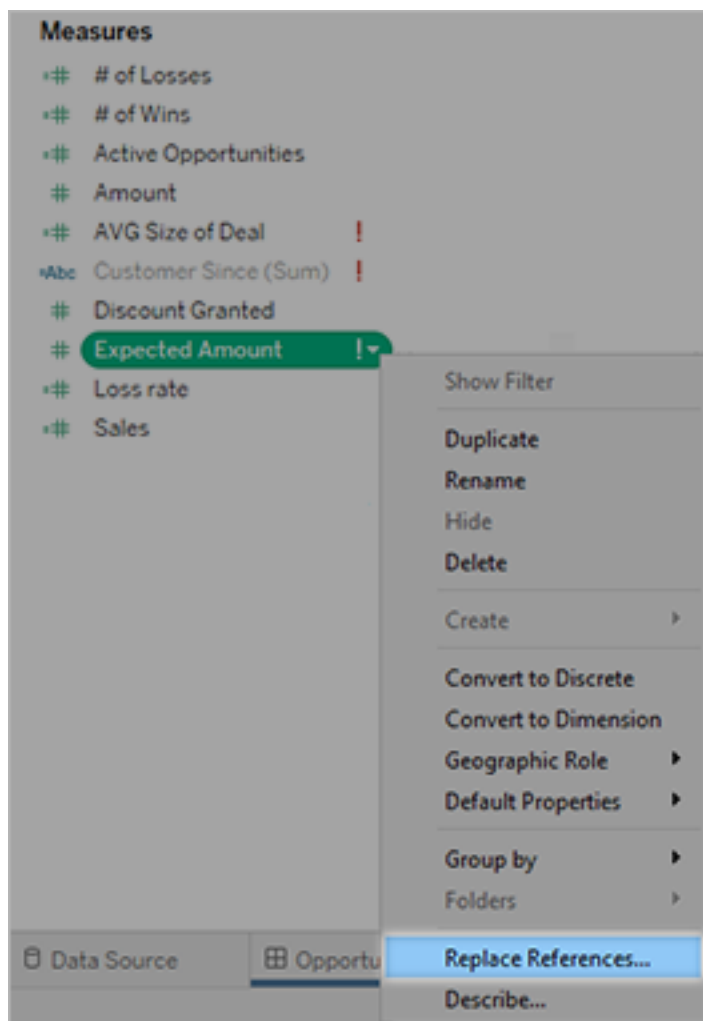 Measures
# of Losses
# of Wins
Active Opportunities
Amount
AVG Size of Deal !
Abc Customer Since (Sum) !
Discount Granted
Expected Amount !
Loss rate
Sales
Show Filter
Duplicate
Rename
Hide
Delete
Create
Convert to Discrete
Convert to Dimension
Geographic Role
Default Properties
Group by
Folders
Replace References...
Describe...
Data Source
Opportu